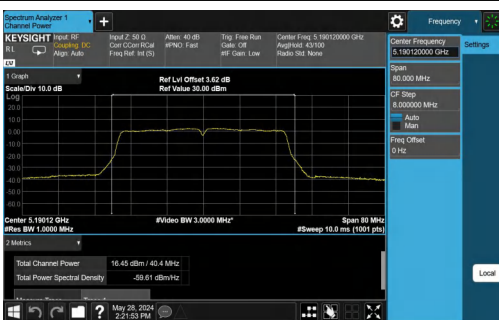 Spectrum Analyzer 1
Channel Power
Frequency
KEYSIGHT
Input: RF
Coupling: DC
Align: Auto
R L
LXI
Input Z: 50 Ω
Corr CCorr RCal
Freq Ref: Int (S)
Atten: 40 dB
#PNO: Fast
Trig: Free Run
Gate: Off
#IF Gain: Low
Center Freq: 5.190120000 GHz
Avg|Hold: 43/100
Radio Std: None
1 Graph
Scale/Div 10.0 dB
Ref Lvl Offset 3.62 dB
Ref Value 30.00 dBm
Log
20.0
10.0
0.00
-10.0
-20.0
-30.0
-40.0
-50.0
-60.0
Center 5.19012 GHz
#Res BW 1.0000 MHz
#Video BW 3.0000 MHz*
Span 80 MHz
#Sweep 10.0 ms (1001 pts)
2 Metrics
Total Channel Power 16.45 dBm / 40.4 MHz
Total Power Spectral Density -59.61 dBm/Hz
May 28, 2024
2:21:53 PM
Center Frequency
5.190120000 GHz
Settings
Span
80.000 MHz
CF Step
8.000000 MHz
Auto
Man
Freq Offset
0 Hz
Local